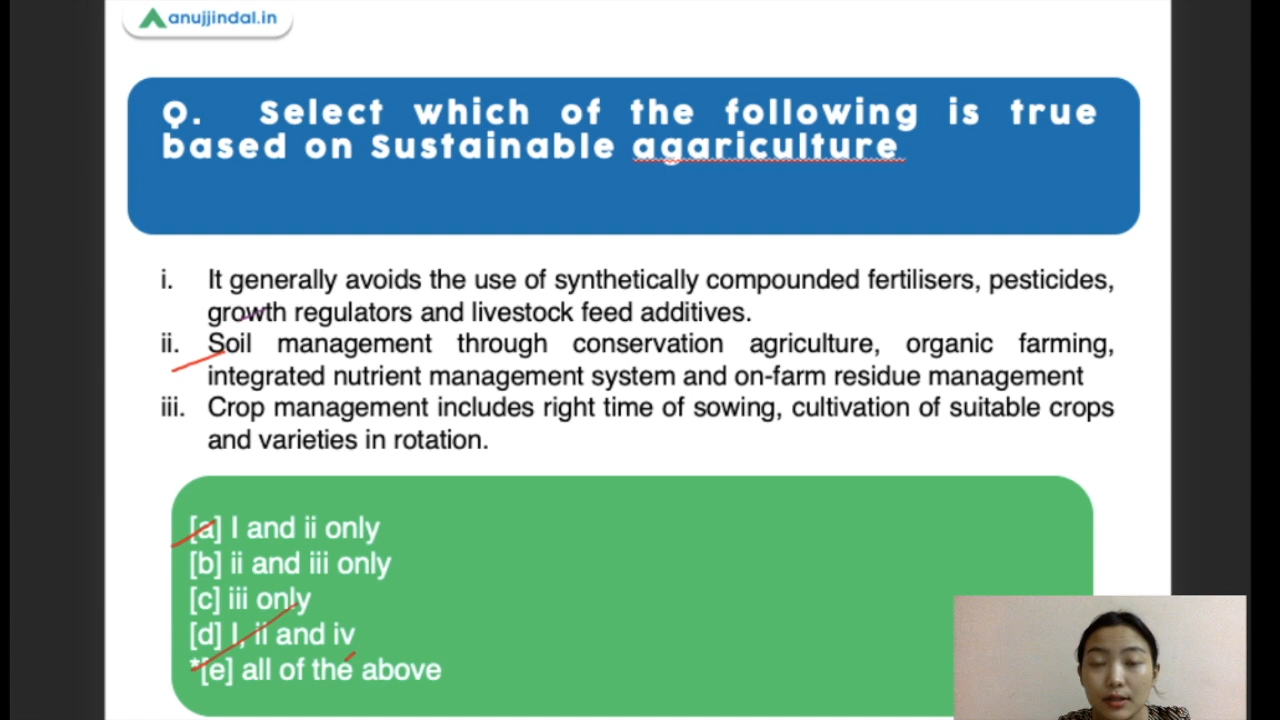 anujjindal.in
Q. Select which of the following is true
based on Sustainable agariculture
i. It generally avoids the use of synthetically compounded fertilisers, pesticides,
growth regulators and livestock feed additives.
ii. Soil management through conservation agriculture, organic farming,
integrated nutrient management system and on-farm residue management
iii. Crop management includes right time of sowing, cultivation of suitable crops
and varieties in rotation.
[a] I and ii only
[b] ii and iii only
[c] iii only
[d] I, ii and iv
*[e] all of the above